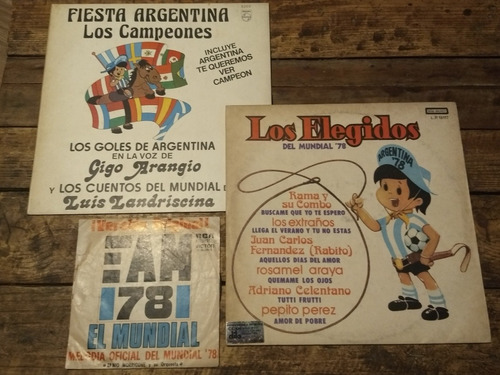 FIESTA ARGENTINA
Los Campeones
INCLUYE
ARGENTINA
TE QUEREMOS
VER
CAMPEON
LOS GOLES DE ARGENTINA
EN LA VOZ DE
Gigo Arangio
Y LOS CUENTOS DEL MUNDIAL
Luis Landriscina
Los Elegidos
DEL MUNDIAL '78
ARGENTINA
78
Rama y
su Combo
BUSCAME QUE YO TE ESPERO
los extraños
LLEGA EL VERANO Y TU NO ESTAS
Juan Carlos
Fernandez (Rabito)
AQUELLOS DIAS DEL AMOR
rosamel araya
QUEMAME LOS OJOS
Adriano Celentano
TUTTI FRUTTI
pepito perez
AMOR DE POBRE
RCA
78
EL MUNDIAL
MELODIA OFICIAL DEL MUNDIAL '78